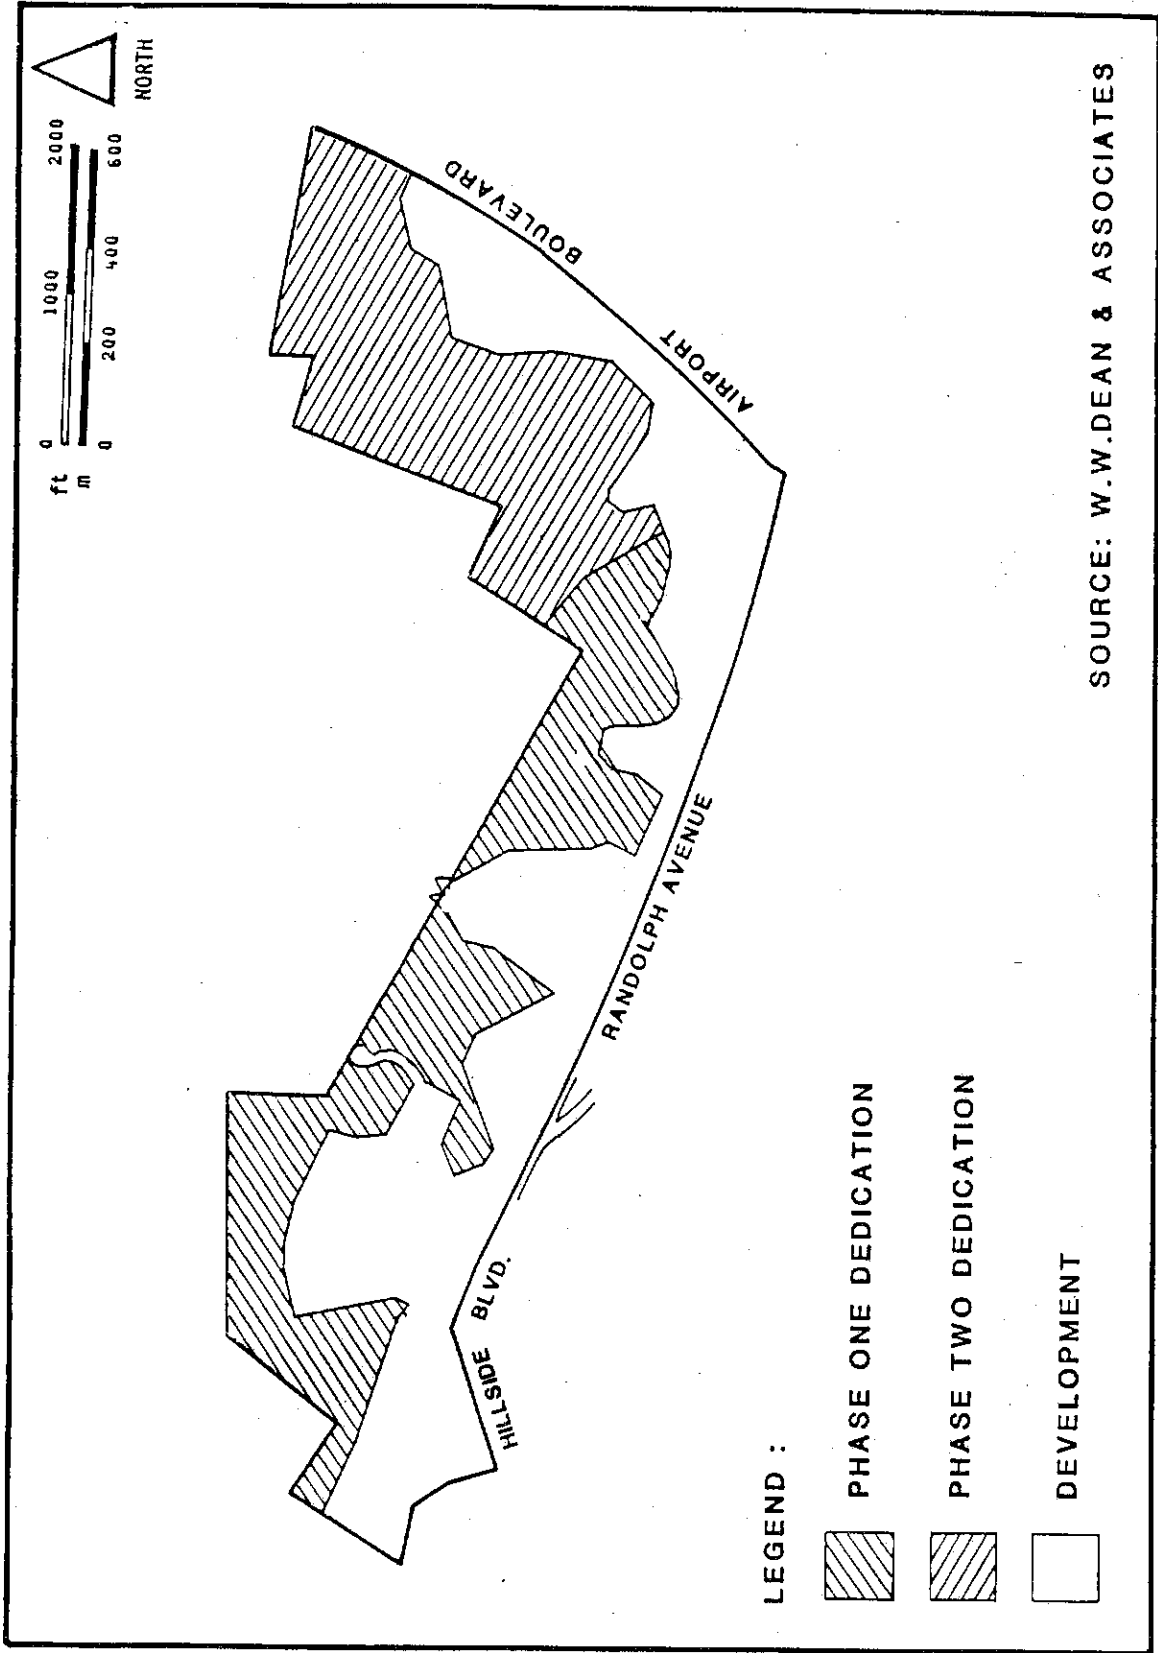 ft 0 1000 2000
m 0 200 400 600
NORTH
AIRPORT BOULEVARD
RANDOLPH AVENUE
HILLSIDE BLVD.
LEGEND :
PHASE ONE DEDICATION
PHASE TWO DEDICATION
DEVELOPMENT
SOURCE: W.W.DEAN & ASSOCIATES